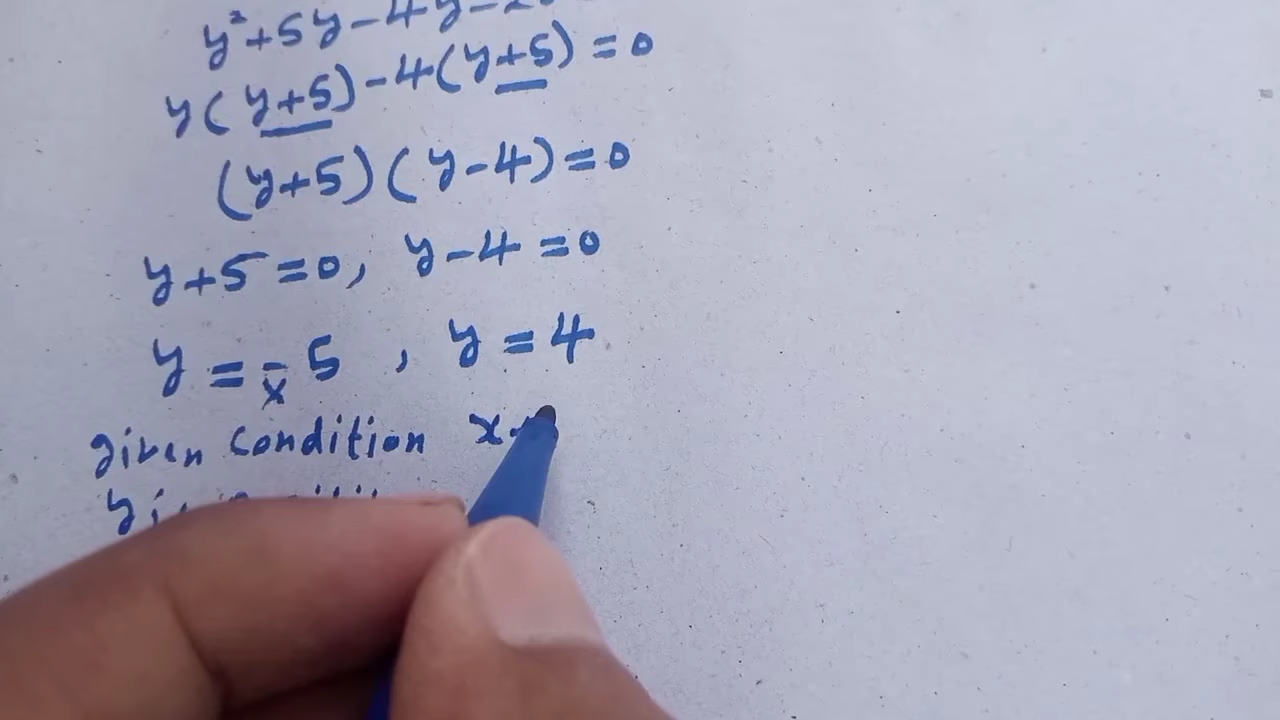 y²+5y-4y-2
y(y+5)-4(y+5)=0
(y+5)(y-4)=0
y+5=0, y-4=0
y=-5, y=4
x
given condition x
y is